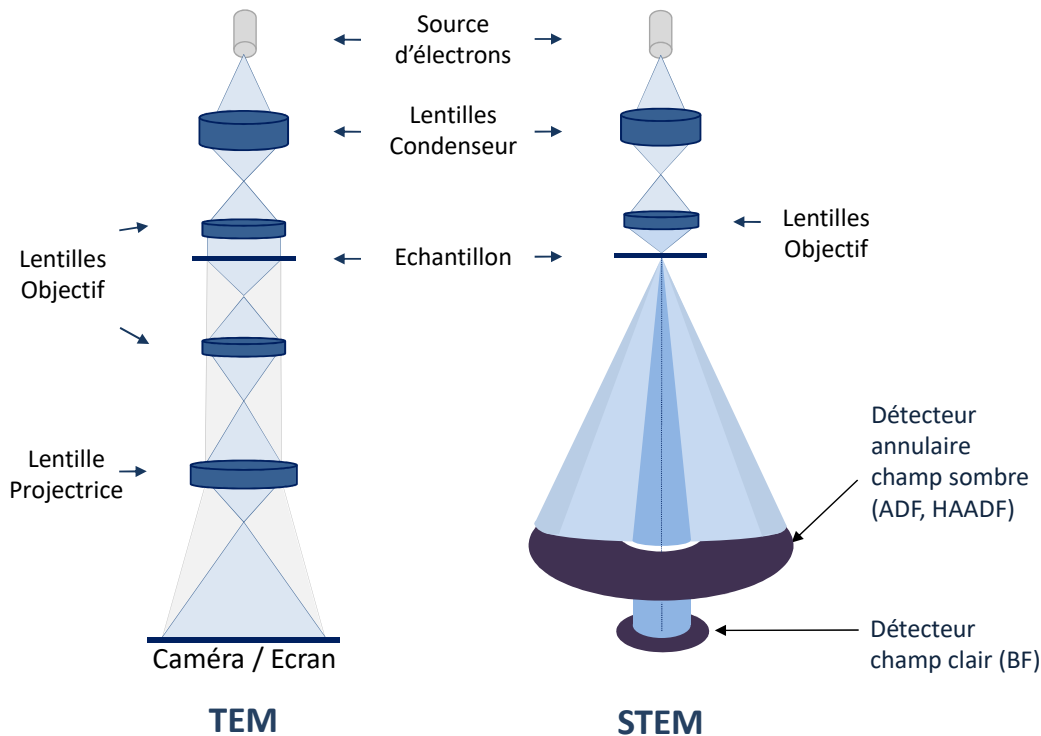 Source
d’électrons
Lentilles
Condenseur
Lentilles
Objectif
Echantillon
Lentilles
Objectif
Lentille
Projectrice
Détecteur
annulaire
champ sombre
(ADF, HAADF)
Détecteur
champ clair (BF)
Caméra / Ecran
TEM
STEM